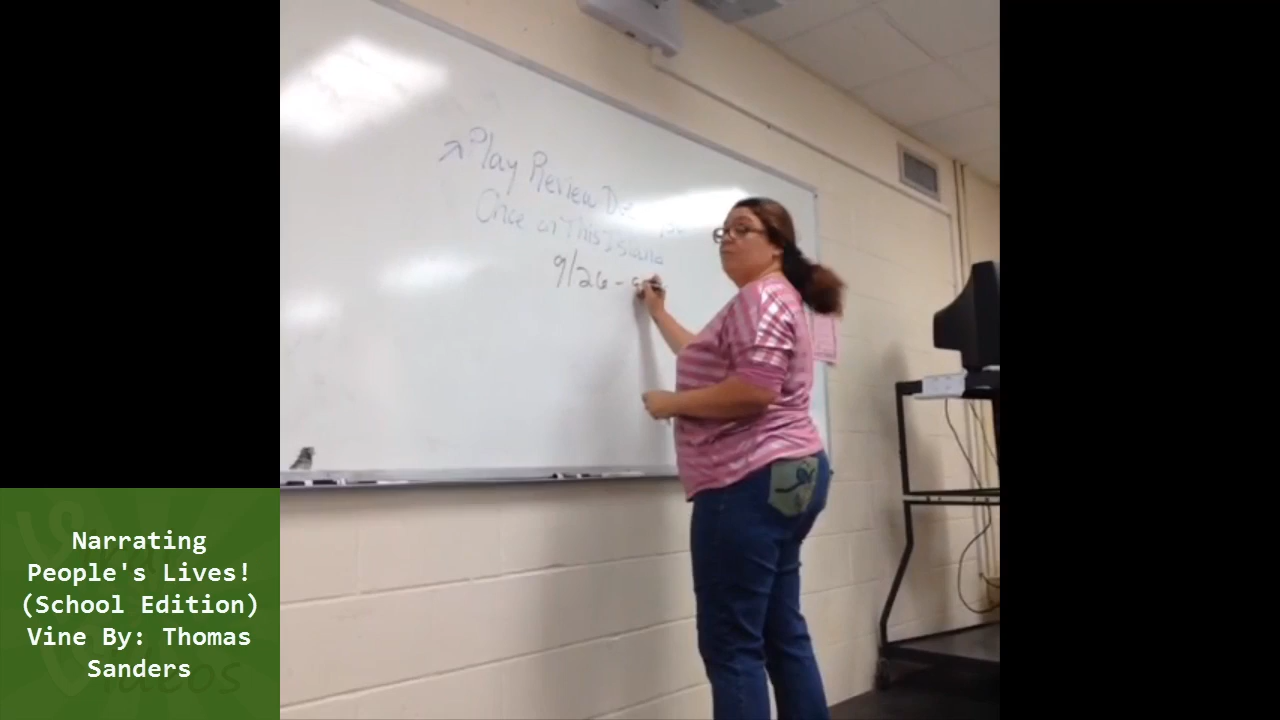 Play Review
Once on This Island
9/26 -
Narrating
People's Lives!
(School Edition)
Vine By: Thomas
Sanders